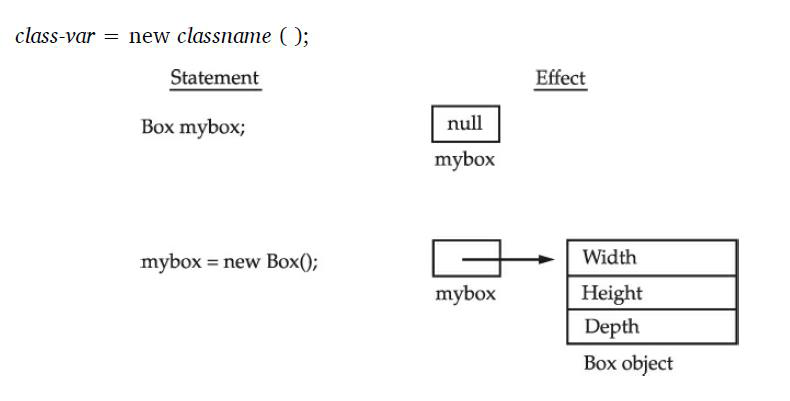 class-var = new classname ( );
Statement Effect
Box mybox; null
mybox
mybox = new Box(); Width
mybox Height
Depth
Box object